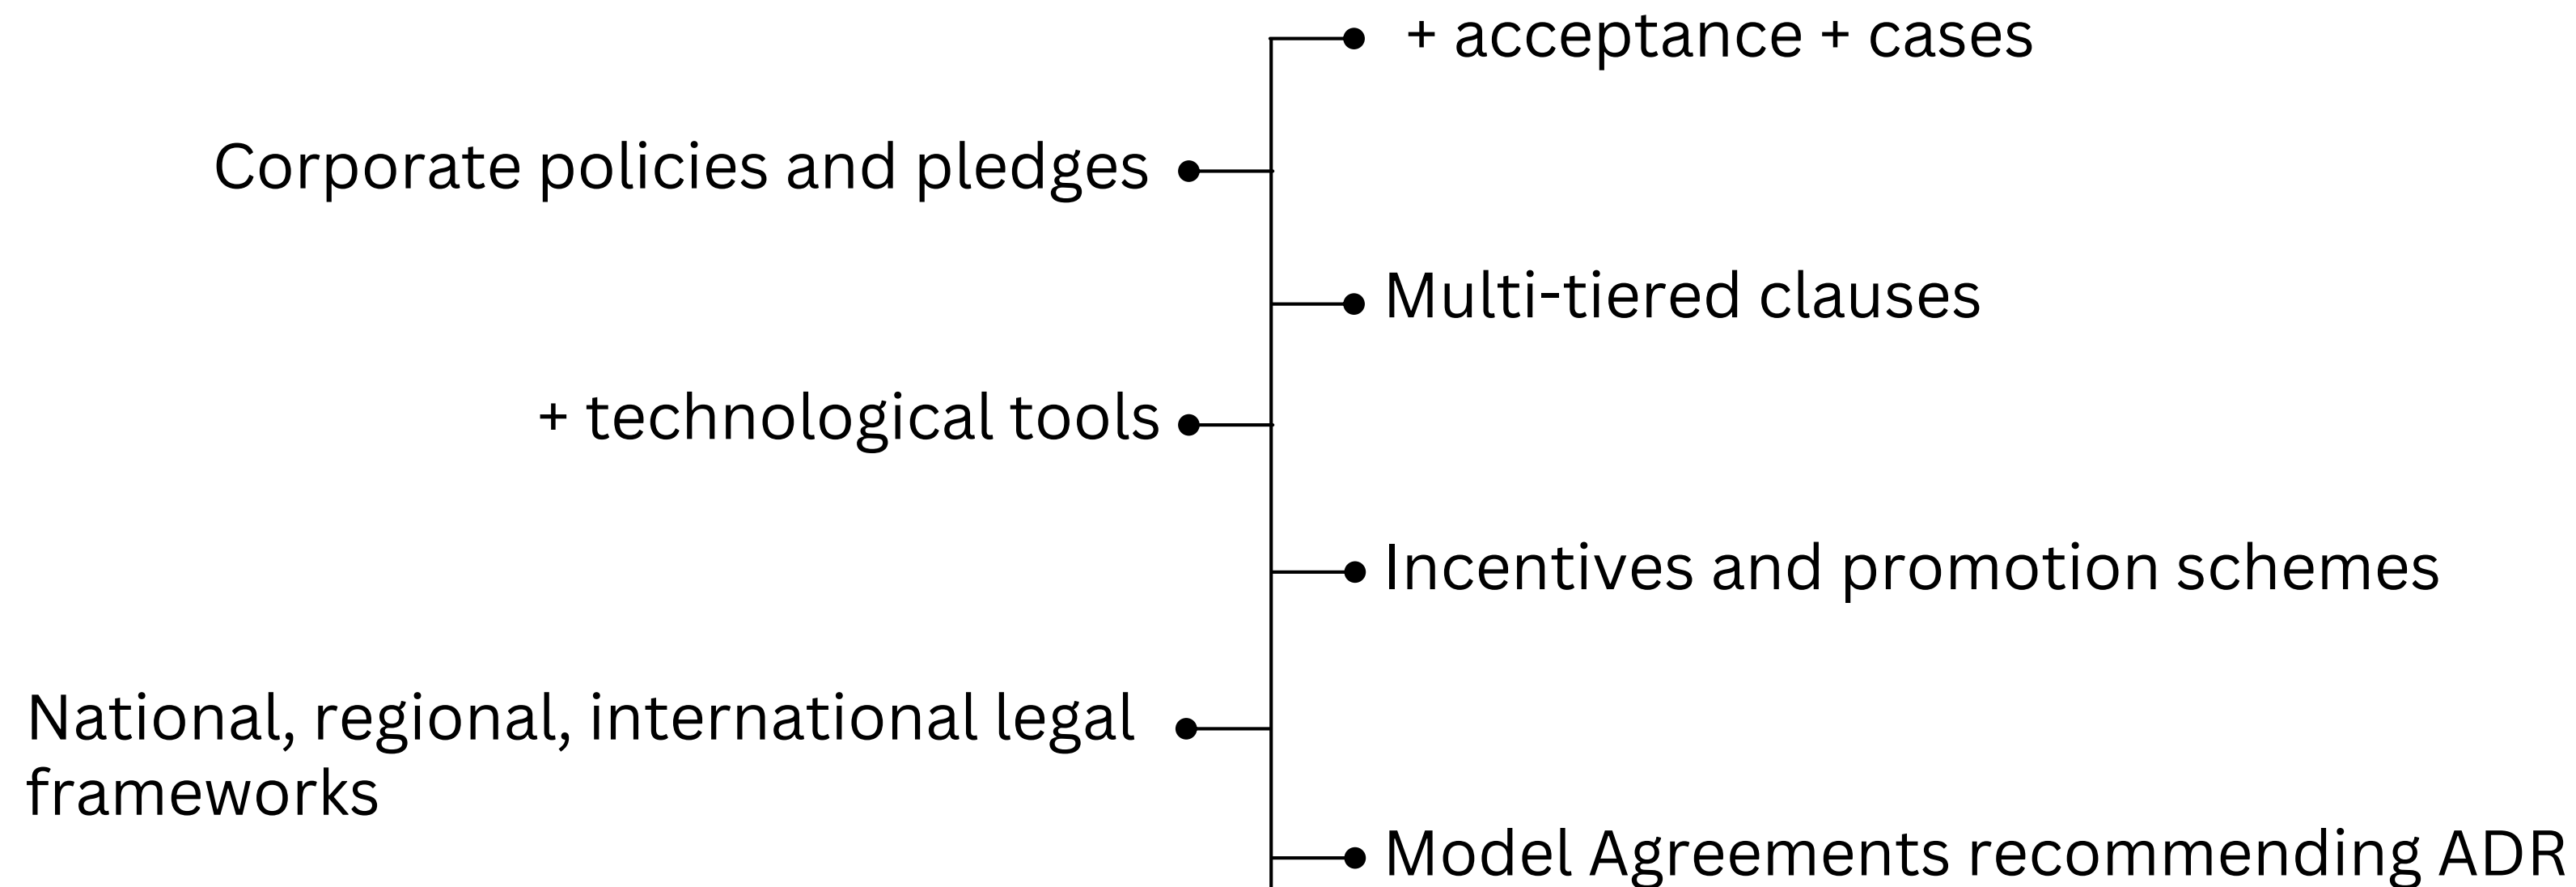 + acceptance + cases
Corporate policies and pledges
Multi-tiered clauses
+ technological tools
Incentives and promotion schemes
National, regional, international legal
frameworks
Model Agreements recommending ADR